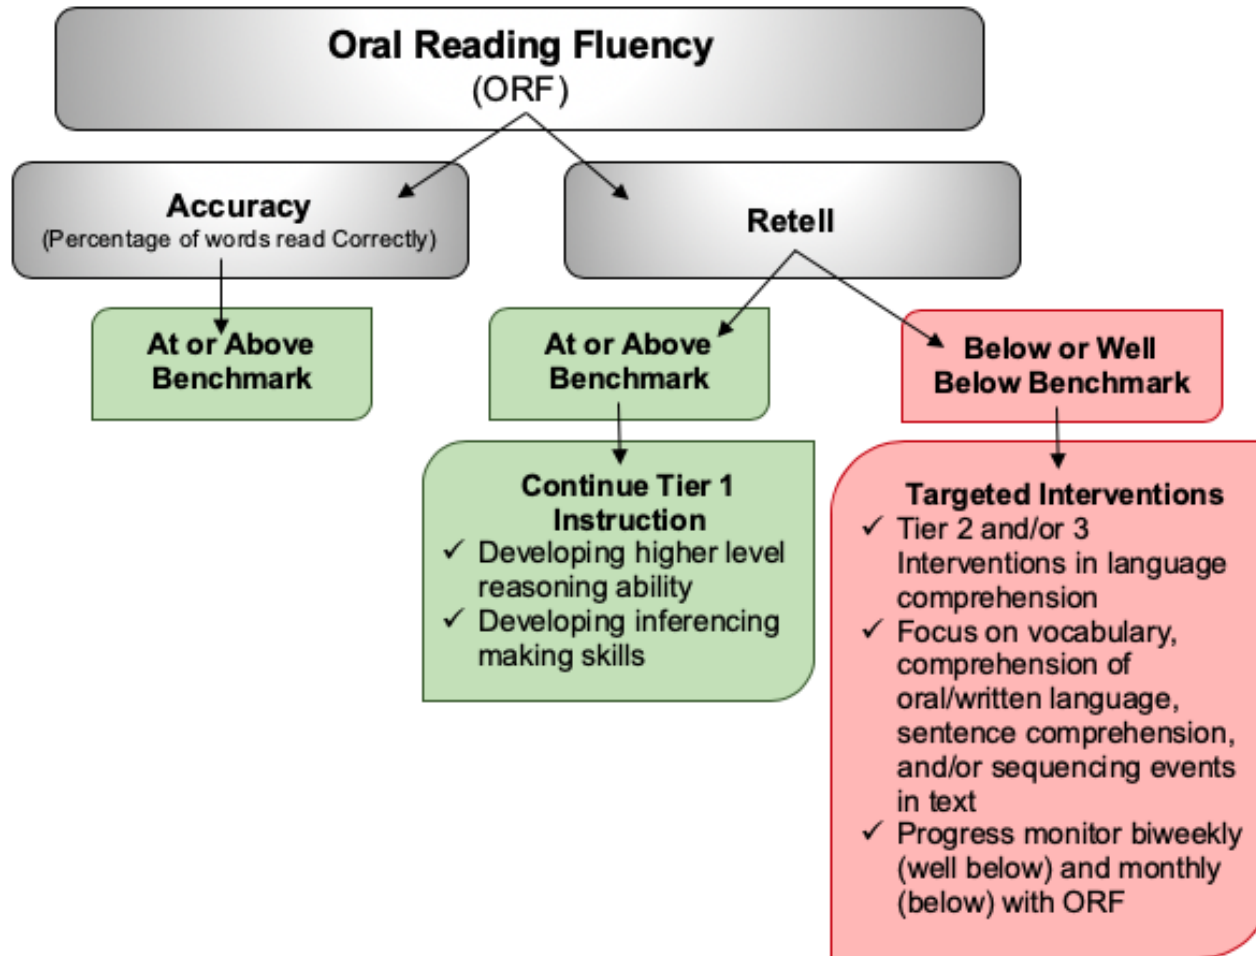 Oral Reading Fluency
(ORF)
Accuracy
(Percentage of words read Correctly)
Retell
At or Above
Benchmark
At or Above
Benchmark
Below or Well
Below Benchmark
Continue Tier 1
Instruction
✓ Developing higher level
reasoning ability
✓ Developing inferencing
making skills
Targeted Interventions
✓ Tier 2 and/or 3
Interventions in language
comprehension
✓ Focus on vocabulary,
comprehension of
oral/written language,
sentence comprehension,
and/or sequencing events
in text
✓ Progress monitor biweekly
(well below) and monthly
(below) with ORF